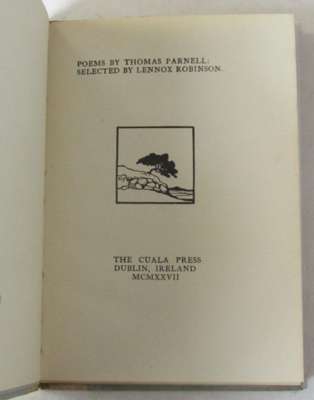 POEMS BY THOMAS PARNELL:
SELECTED BY LENNOX ROBINSON.
THE CUALA PRESS
DUBLIN, IRELAND
MCMXXVII